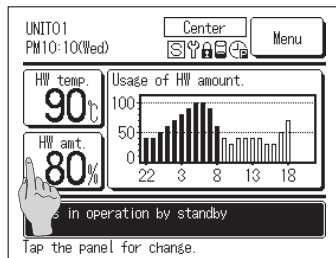 UNIT01
PM10:10(Wed)
Center
Menu
S
P
HW temp.
90℃
HW amt.
80%
Usage of HW amount.
100
50
0
22 3 8 13 18
in operation by standby
Tap the panel for change.